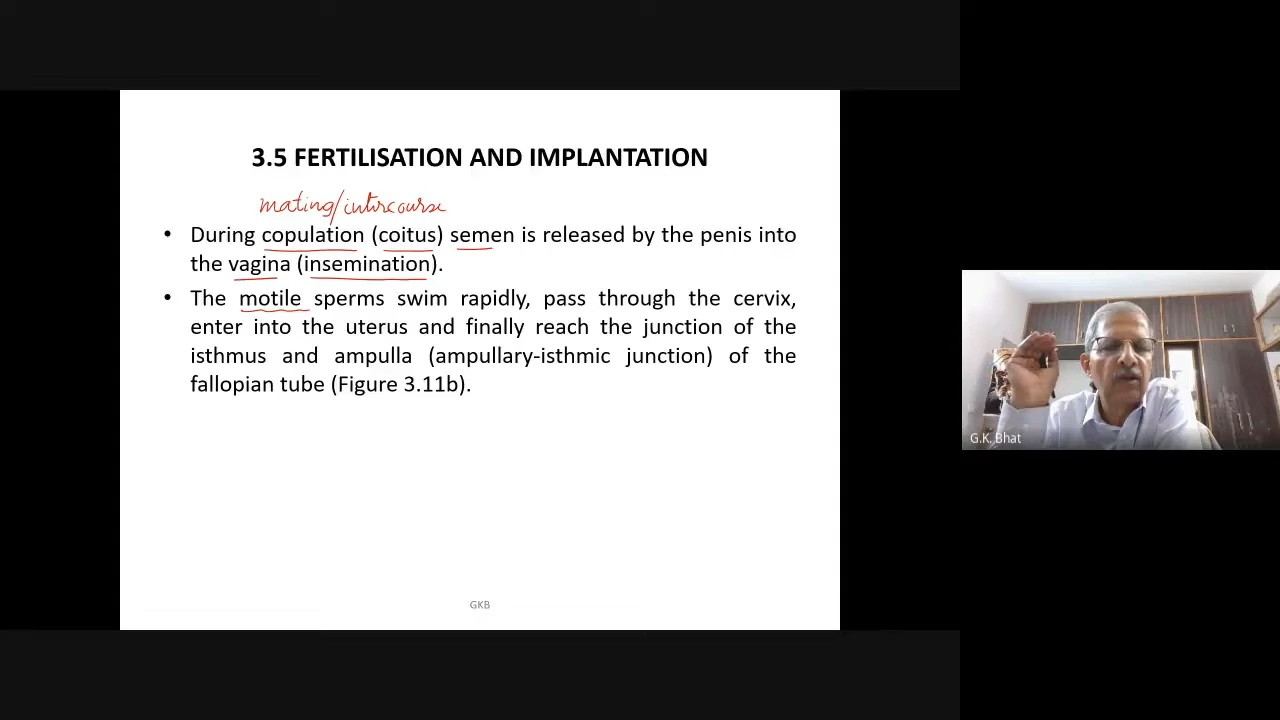 3.5 FERTILISATION AND IMPLANTATION
mating/intercourse
• During copulation (coitus) semen is released by the penis into
the vagina (insemination).
• The motile sperms swim rapidly, pass through the cervix,
enter into the uterus and finally reach the junction of the
isthmus and ampulla (ampullary-isthmic junction) of the
fallopian tube (Figure 3.11b).
G.K. Bhat
GKB